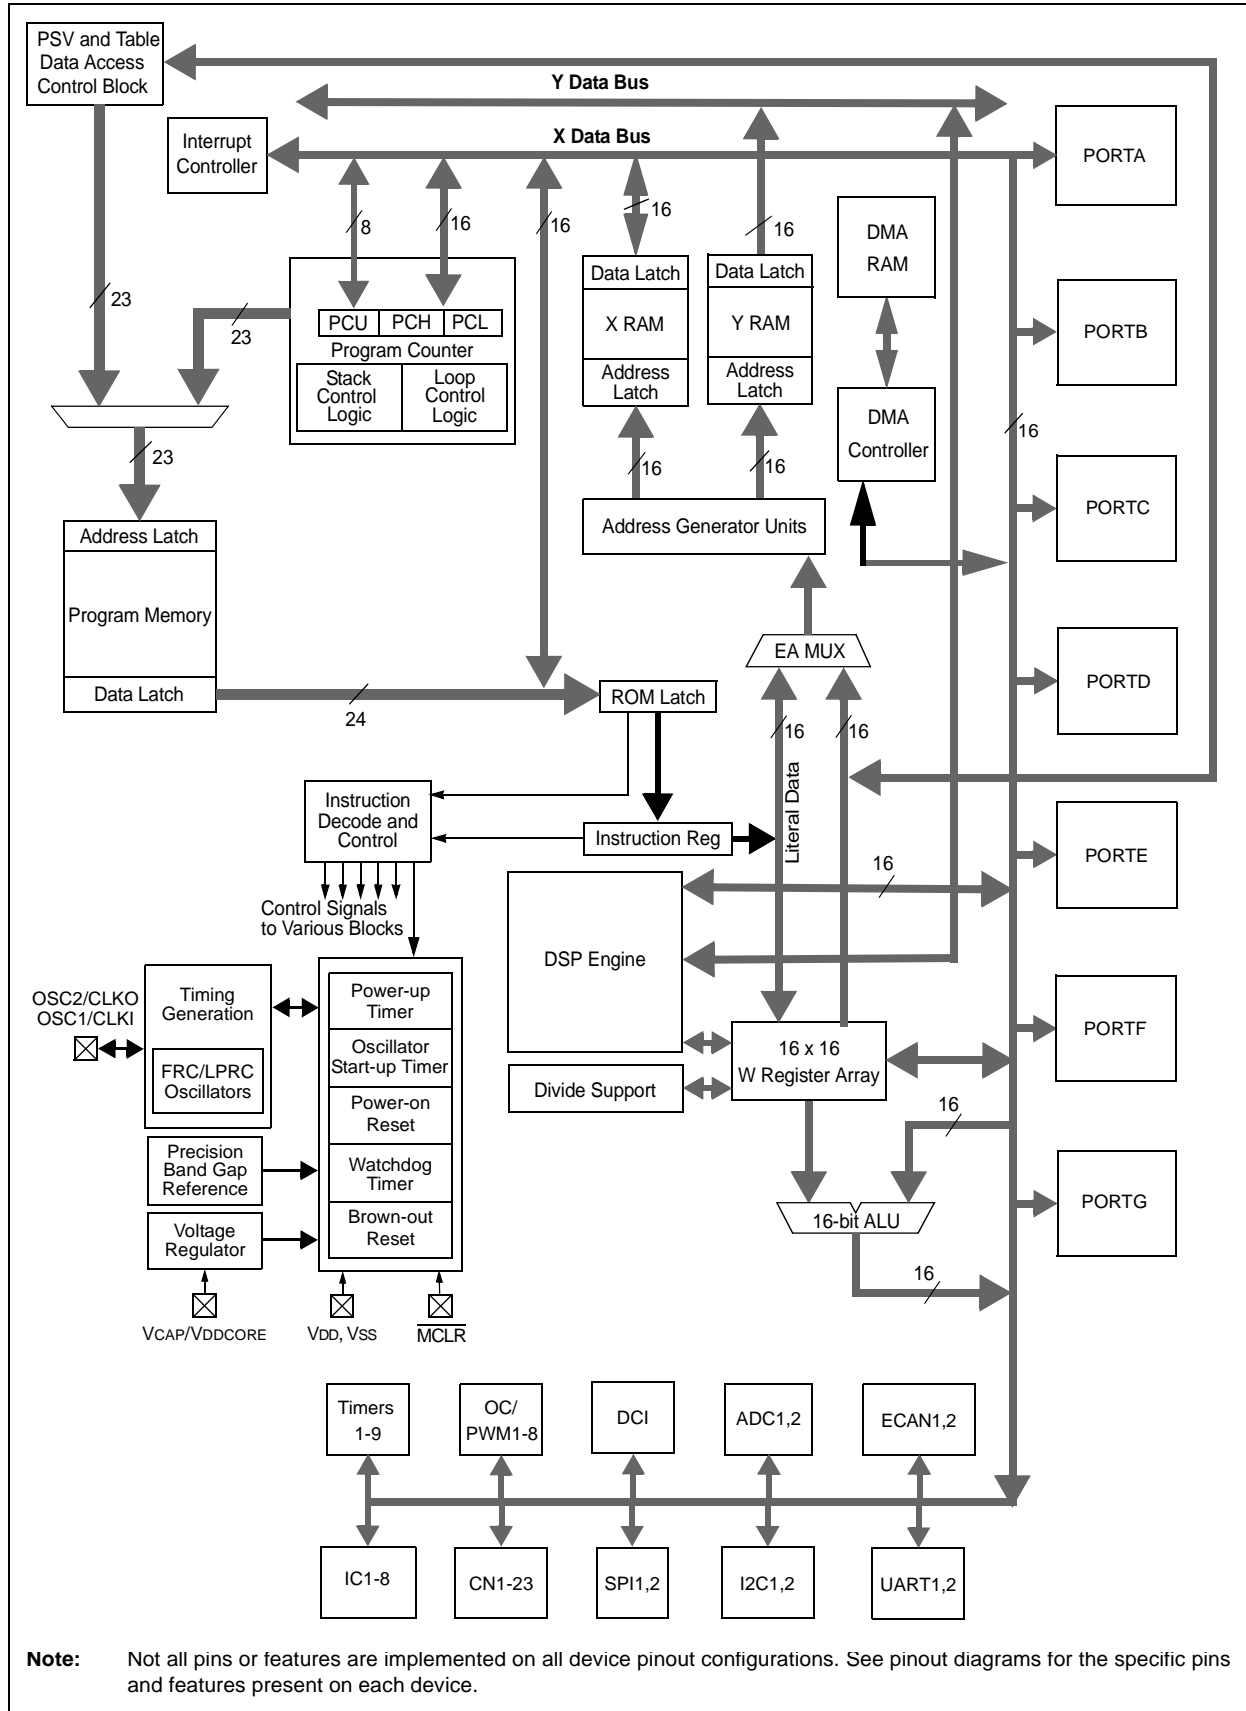 PSV and Table
Data Access
Control Block
Y Data Bus
X Data Bus
Interrupt
Controller
PORTA
8
16
16
16
16
DMA
RAM
23
23
Data Latch
X RAM
Address
Latch
Data Latch
Y RAM
Address
Latch
PCU
PCH
PCL
Program Counter
Stack
Control
Logic
Loop
Control
Logic
PORTB
DMA
Controller
16
23
16
16
PORTC
Address Latch
Program Memory
Data Latch
Address Generator Units
EA MUX
PORTD
24
ROM Latch
16
16
Literal Data
Instruction
Decode and
Control
Instruction Reg
PORTE
16
Control Signals
to Various Blocks
DSP Engine
OSC2/CLKO
OSC1/CLKI
Timing
Generation
FRC/LPRC
Oscillators
Power-up
Timer
Oscillator
Start-up Timer
Power-on
Reset
Watchdog
Timer
Brown-out
Reset
PORTF
16 x 16
W Register Array
Divide Support
16
Precision
Band Gap
Reference
Voltage
Regulator
16-bit ALU
PORTG
16
VCAP/VDDCORE
VDD, VSS
MCLR
Timers
1-9
OC/
PWM1-8
DCI
ADC1,2
ECAN1,2
IC1-8
CN1-23
SPI1,2
I2C1,2
UART1,2
Note: Not all pins or features are implemented on all device pinout configurations. See pinout diagrams for the specific pins
and features present on each device.